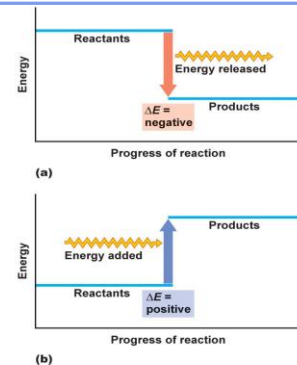 Energy
Reactants
Energy released
Products
ΔE =
negative
Progress of reaction
(a)
Energy
Products
Energy added
Reactants
ΔE =
positive
Progress of reaction
(b)